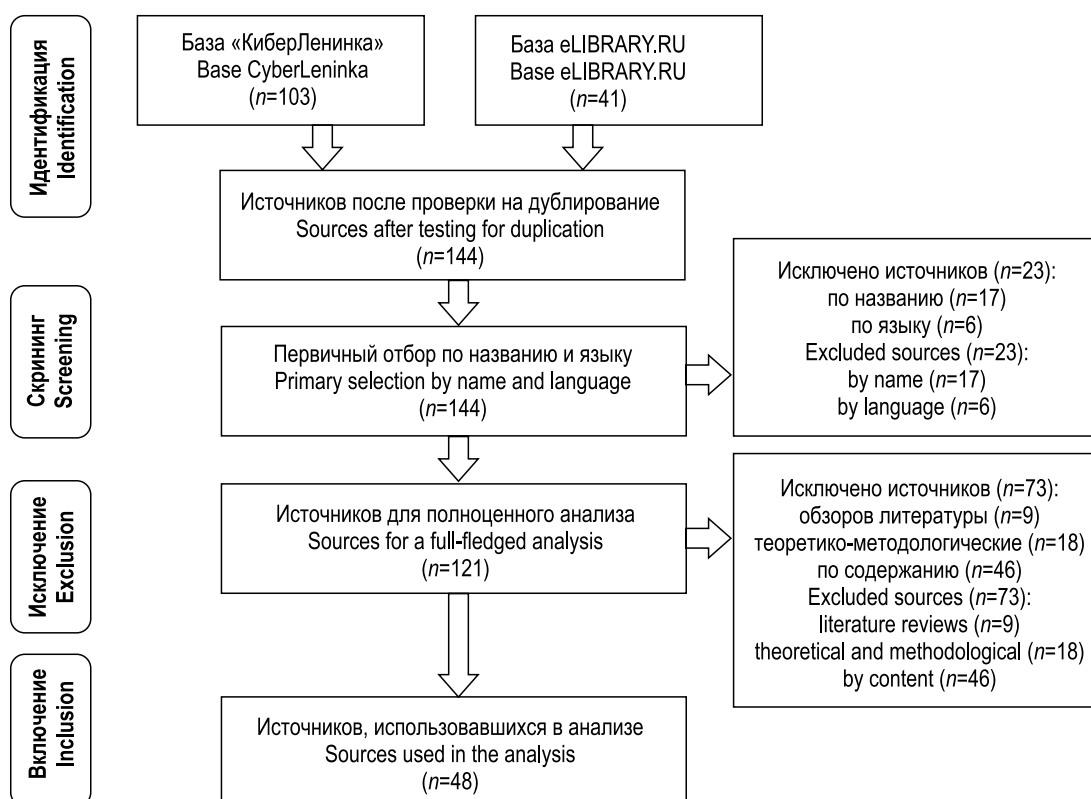 Идентификация
Identification
База «КиберЛенинка»
Base CyberLeninka
(n=103)
База eLIBRARY.RU
Base eLIBRARY.RU
(n=41)
Источников после проверки на дублирование
Sources after testing for duplication
(n=144)
Скрининг
Screening
Первичный отбор по названию и языку
Primary selection by name and language
(n=144)
Исключено источников (n=23):
по названию (n=17)
по языку (n=6)
Excluded sources (n=23):
by name (n=17)
by language (n=6)
Исключение
Exclusion
Источников для полноценного анализа
Sources for a full-fledged analysis
(n=121)
Исключено источников (n=73):
обзоров литературы (n=9)
теоретико-методологические (n=18)
по содержанию (n=46)
Excluded sources (n=73):
literature reviews (n=9)
theoretical and methodological (n=18)
by content (n=46)
Включение
Inclusion
Источников, использовавшихся в анализе
Sources used in the analysis
(n=48)